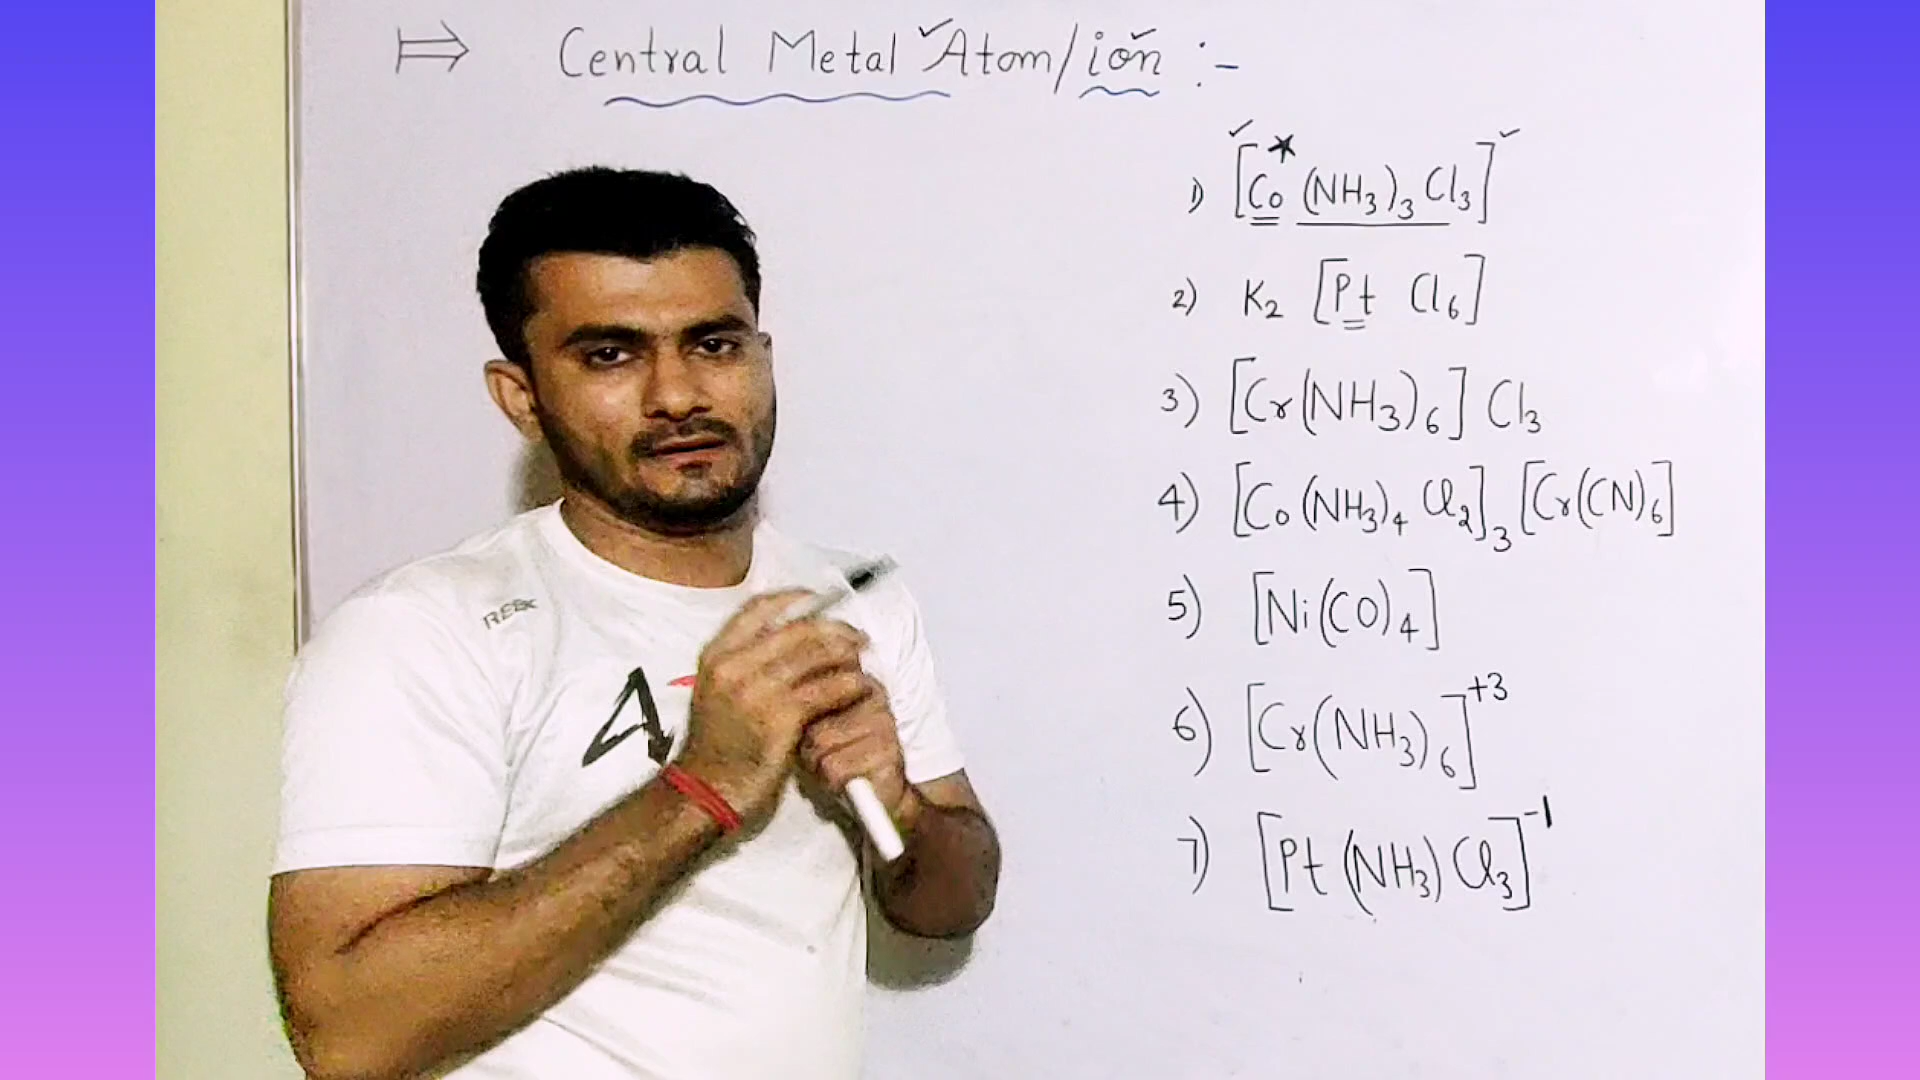 ⇒ Central Metal Atom/ion :-
1) [Co (NH₃)₃ Cl₃]
2) K₂ [Pt Cl₆]
3) [Cr(NH₃)₆] Cl₃
4) [Co(NH₃)₄ Cl₂]₃ [Cr(CN)₆]
5) [Ni(CO)₄]
6) [Cr(NH₃)₆]⁺³
7) [Pt (NH₃) Cl₃]⁻¹